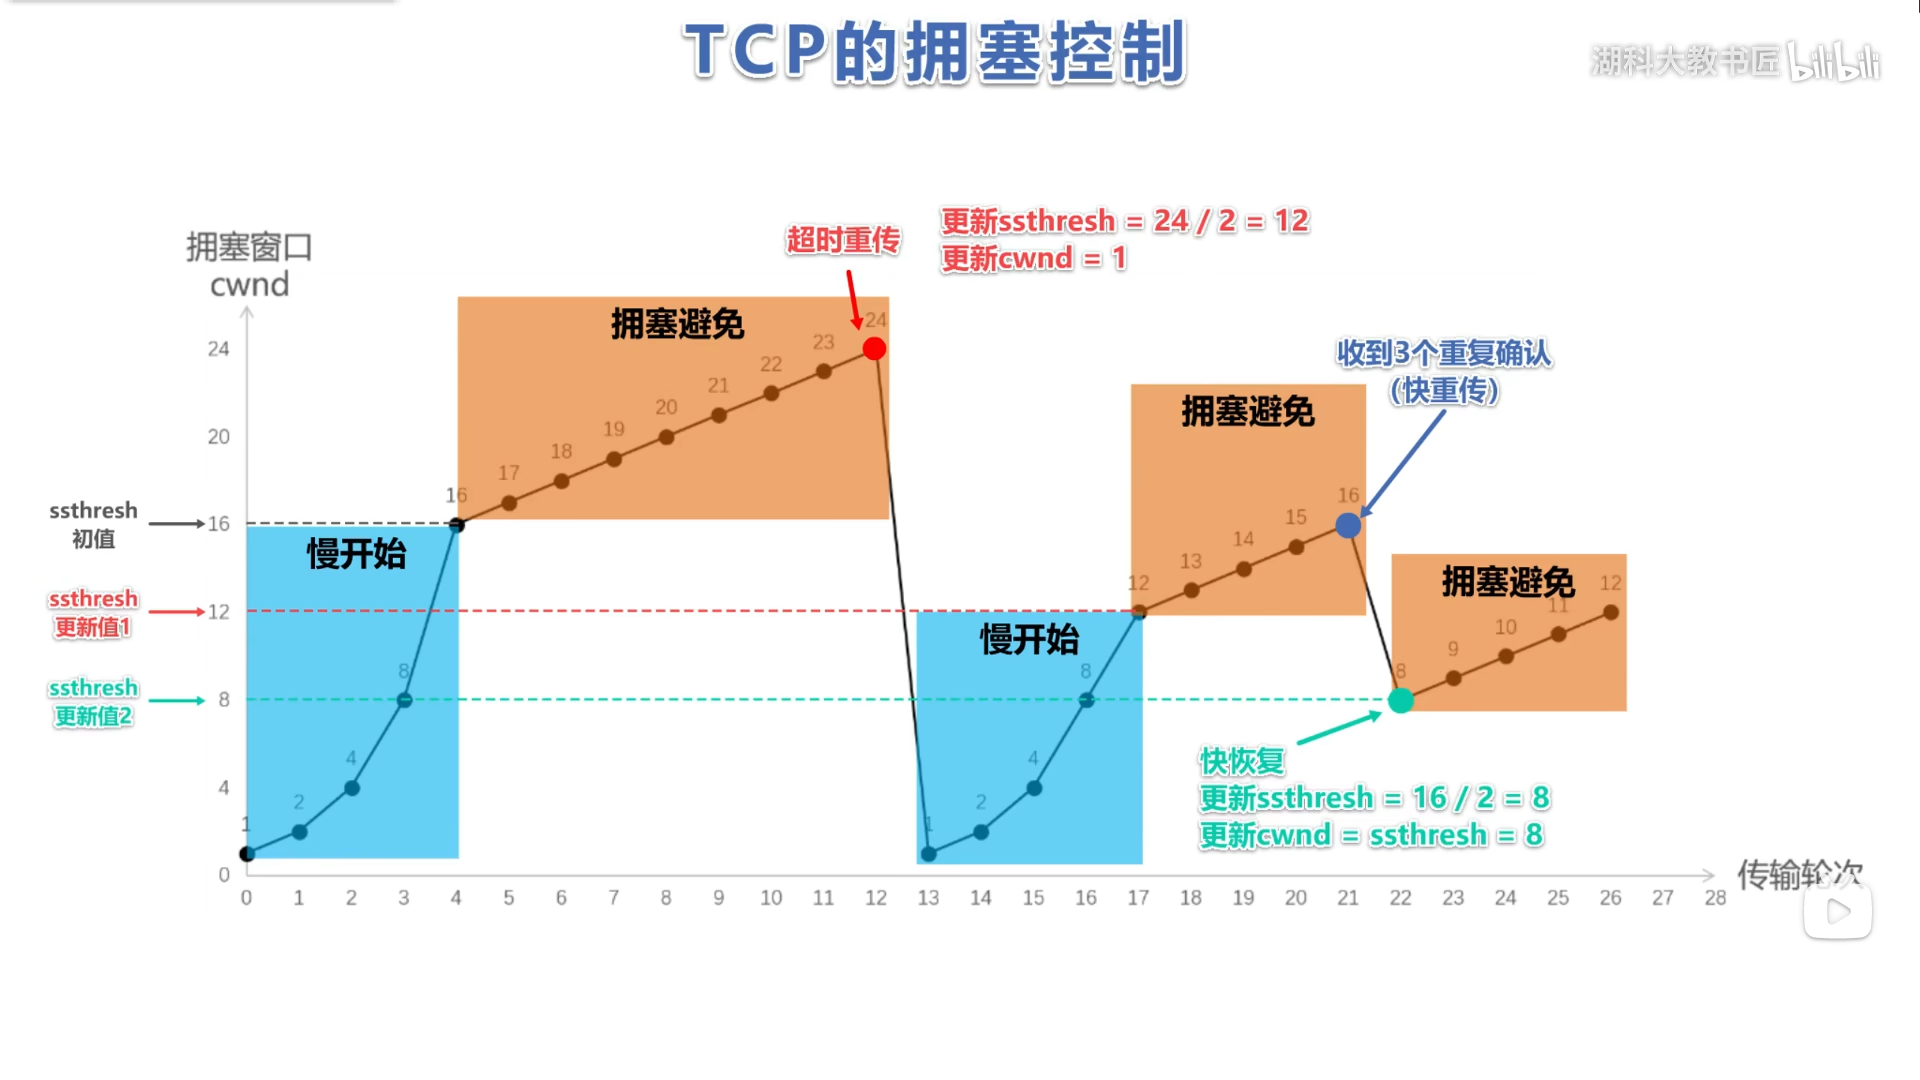 TCP的拥塞控制
湖科大教书匠 bilibili
更新ssthresh = 24 / 2 = 12
更新cwnd = 1
超时重传
拥塞窗口
cwnd
拥塞避免
24
23
22
21
20
19
18
17
16
24
20
16
12
8
4
0
ssthresh
初值
ssthresh
更新值1
ssthresh
更新值2
慢开始
8
4
2
1
收到3个重复确认
(快重传)
拥塞避免
16
15
14
13
12
慢开始
8
4
2
1
拥塞避免
12
11
10
9
8
快恢复
更新ssthresh = 16 / 2 = 8
更新cwnd = ssthresh = 8
传输轮次
0 1 2 3 4 5 6 7 8 9 10 11 12 13 14 15 16 17 18 19 20 21 22 23 24 25 26 27 28